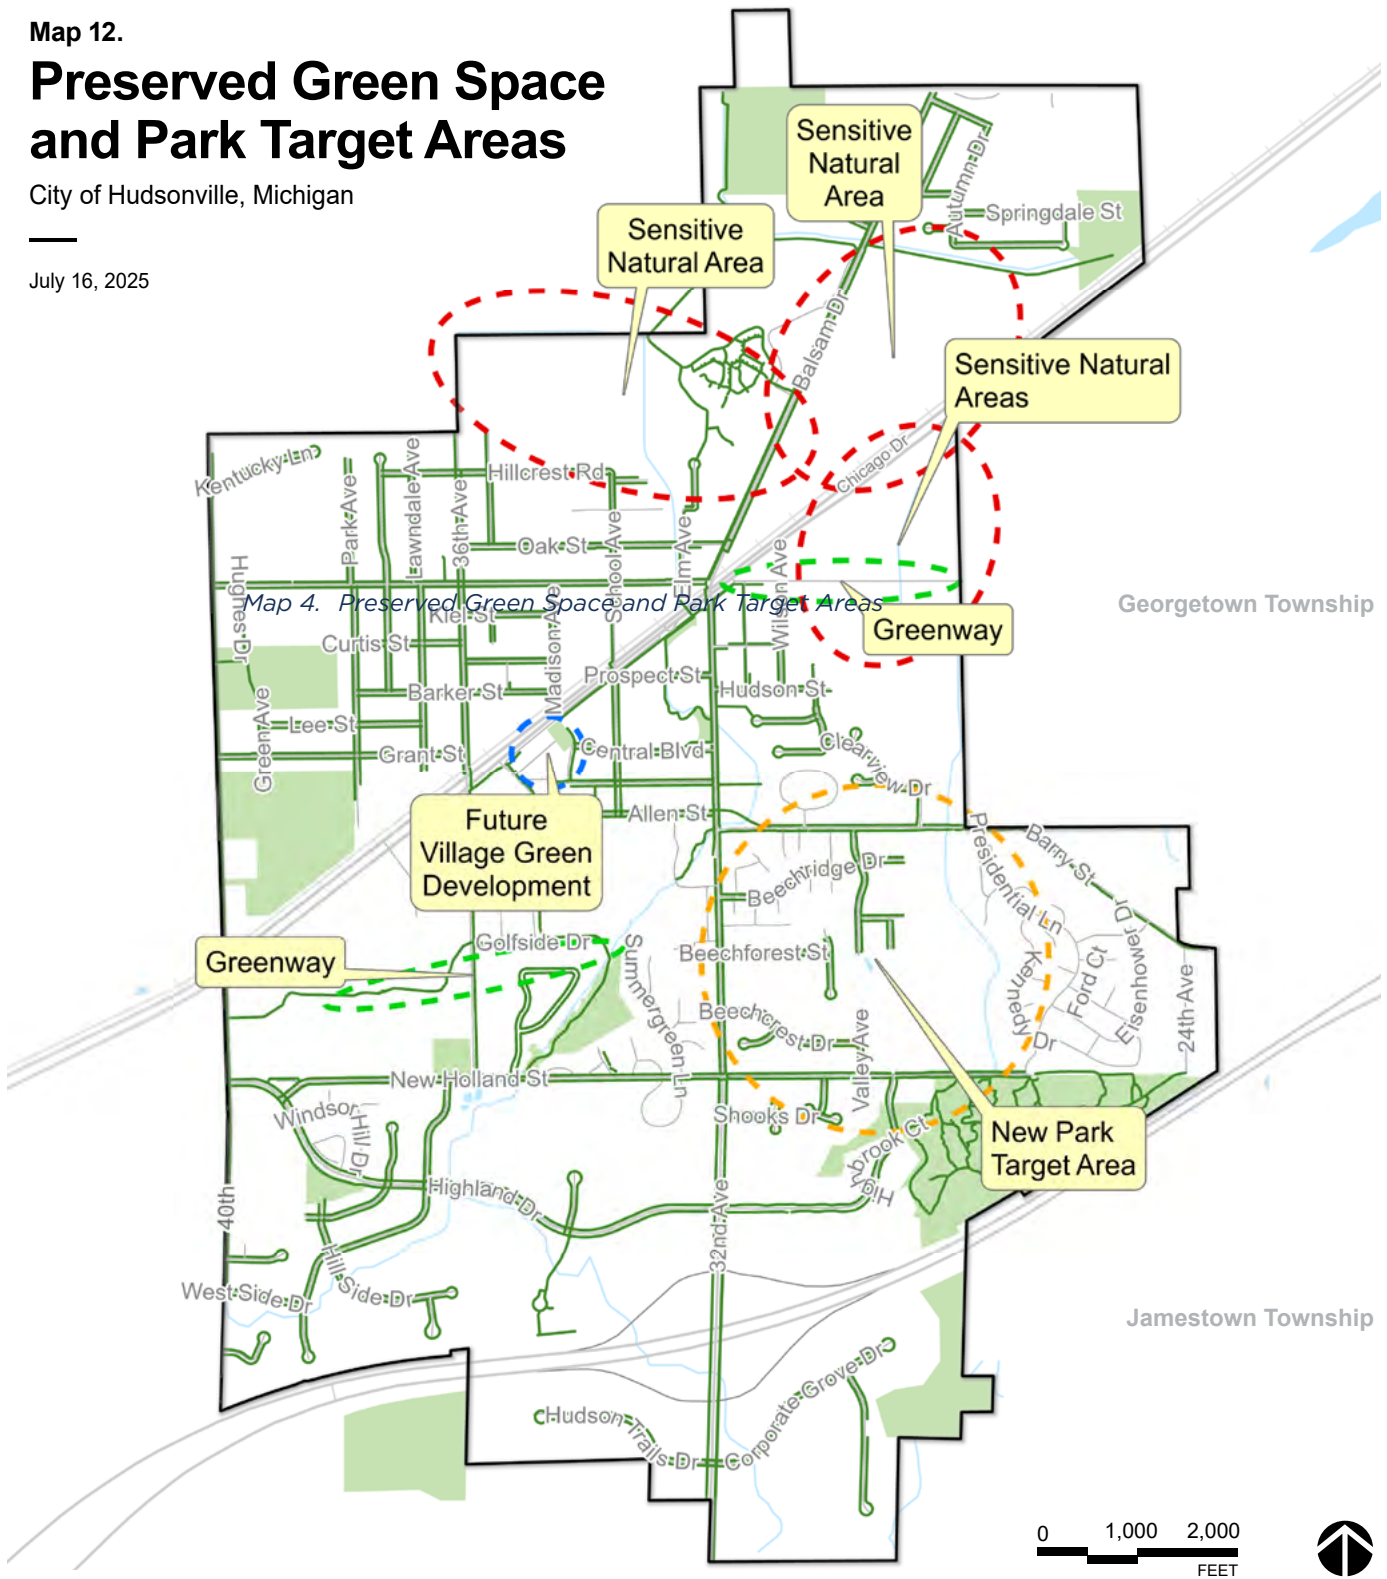 Map 12.
Preserved Green Space
and Park Target Areas
City of Hudsonville, Michigan
July 16, 2025
Sensitive
Natural
Area
Autumn Dr
Springdale St
Sensitive
Natural Area
Balsam Dr
Sensitive Natural
Areas
Chicago Dr
Kentucky Ln
Park Ave
Lawndale Ave
36th Ave
Hillcrest Rd
Oak St
School Ave
Elm Ave
Wilson Ave
Hughes Dr
Map 4. Preserved Green Space and Park Target Areas
Georgetown Township
Kiel St
Madison Ave
Greenway
Curtis St
Prospect St
Barker St
Hudson St
Green Ave
Lee St
Grant St
Central Blvd
Clearview Dr
Allen St
Future
Village Green
Development
Presidential Ln
Barry St
Beechridge Dr
Golfside Dr
Greenway
Summergreen Ln
Beechforest St
Kennedy Dr
Ford Ct
Eisenhower Dr
24th Ave
Beechcrest Dr
Valley Ave
New Holland St
Windsor Hill Dr
Shooks Dr
Highbrook Ct
New Park
Target Area
40th
Highland Dr
32nd Ave
West Side Dr
Hill Side Dr
Jamestown Township
Corporate Grove Dr
Hudson Trails Dr
0 1,000 2,000
FEET